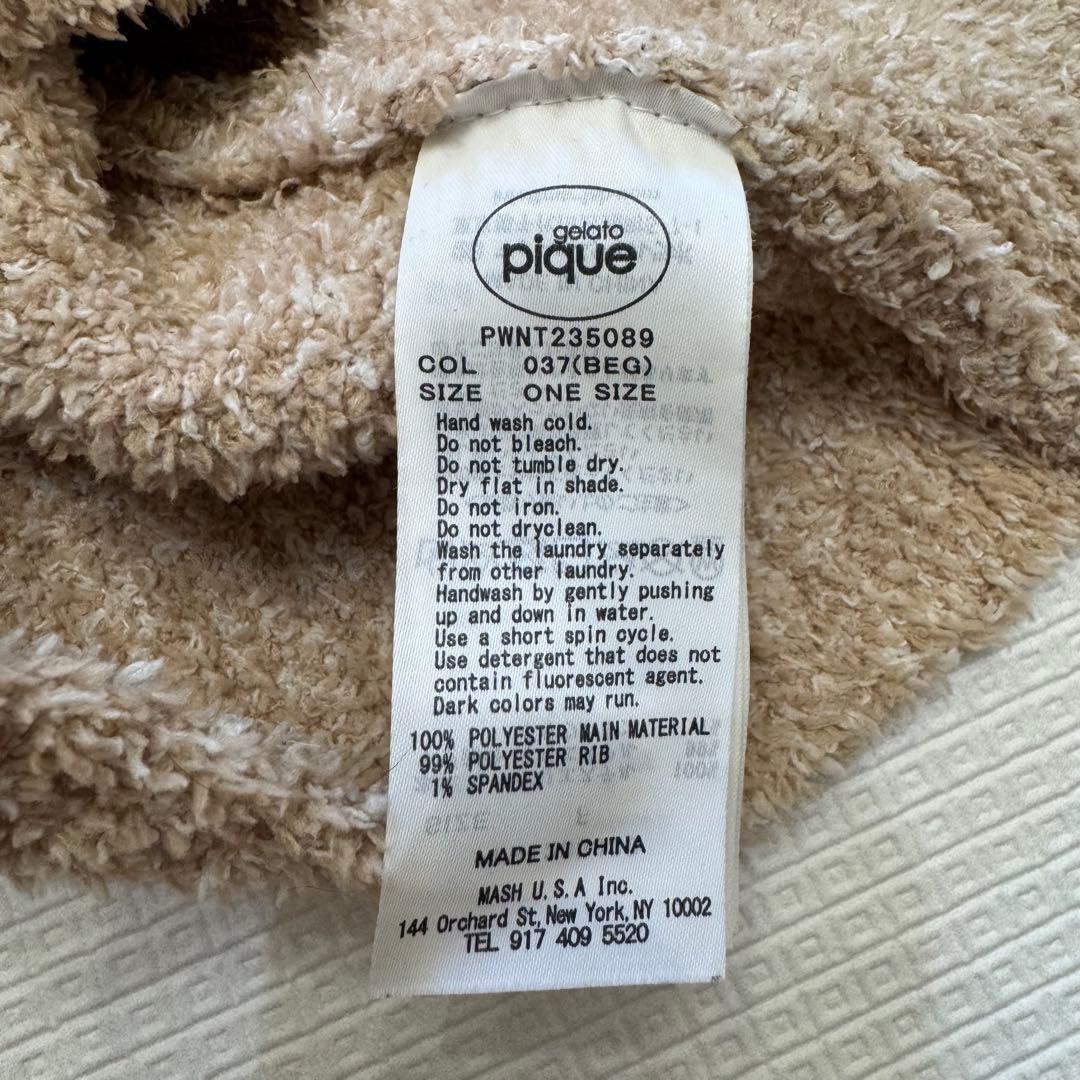 gelato
pique
PWNT235089
COL 037(BEG)
SIZE ONE SIZE
Hand wash cold.
Do not bleach.
Do not tumble dry.
Dry flat in shade.
Do not iron.
Do not dryclean.
Wash the laundry separately
from other laundry.
Handwash by gently pushing
up and down in water.
Use a short spin cycle.
Use detergent that does not
contain fluorescent agent.
Dark colors may run.
100% POLYESTER MAIN MATERIAL
99% POLYESTER RIB
1% SPANDEX
MADE IN CHINA
MASH U.S.A Inc.
144 Orchard St, New York, NY 10002
TEL 917 409 5520